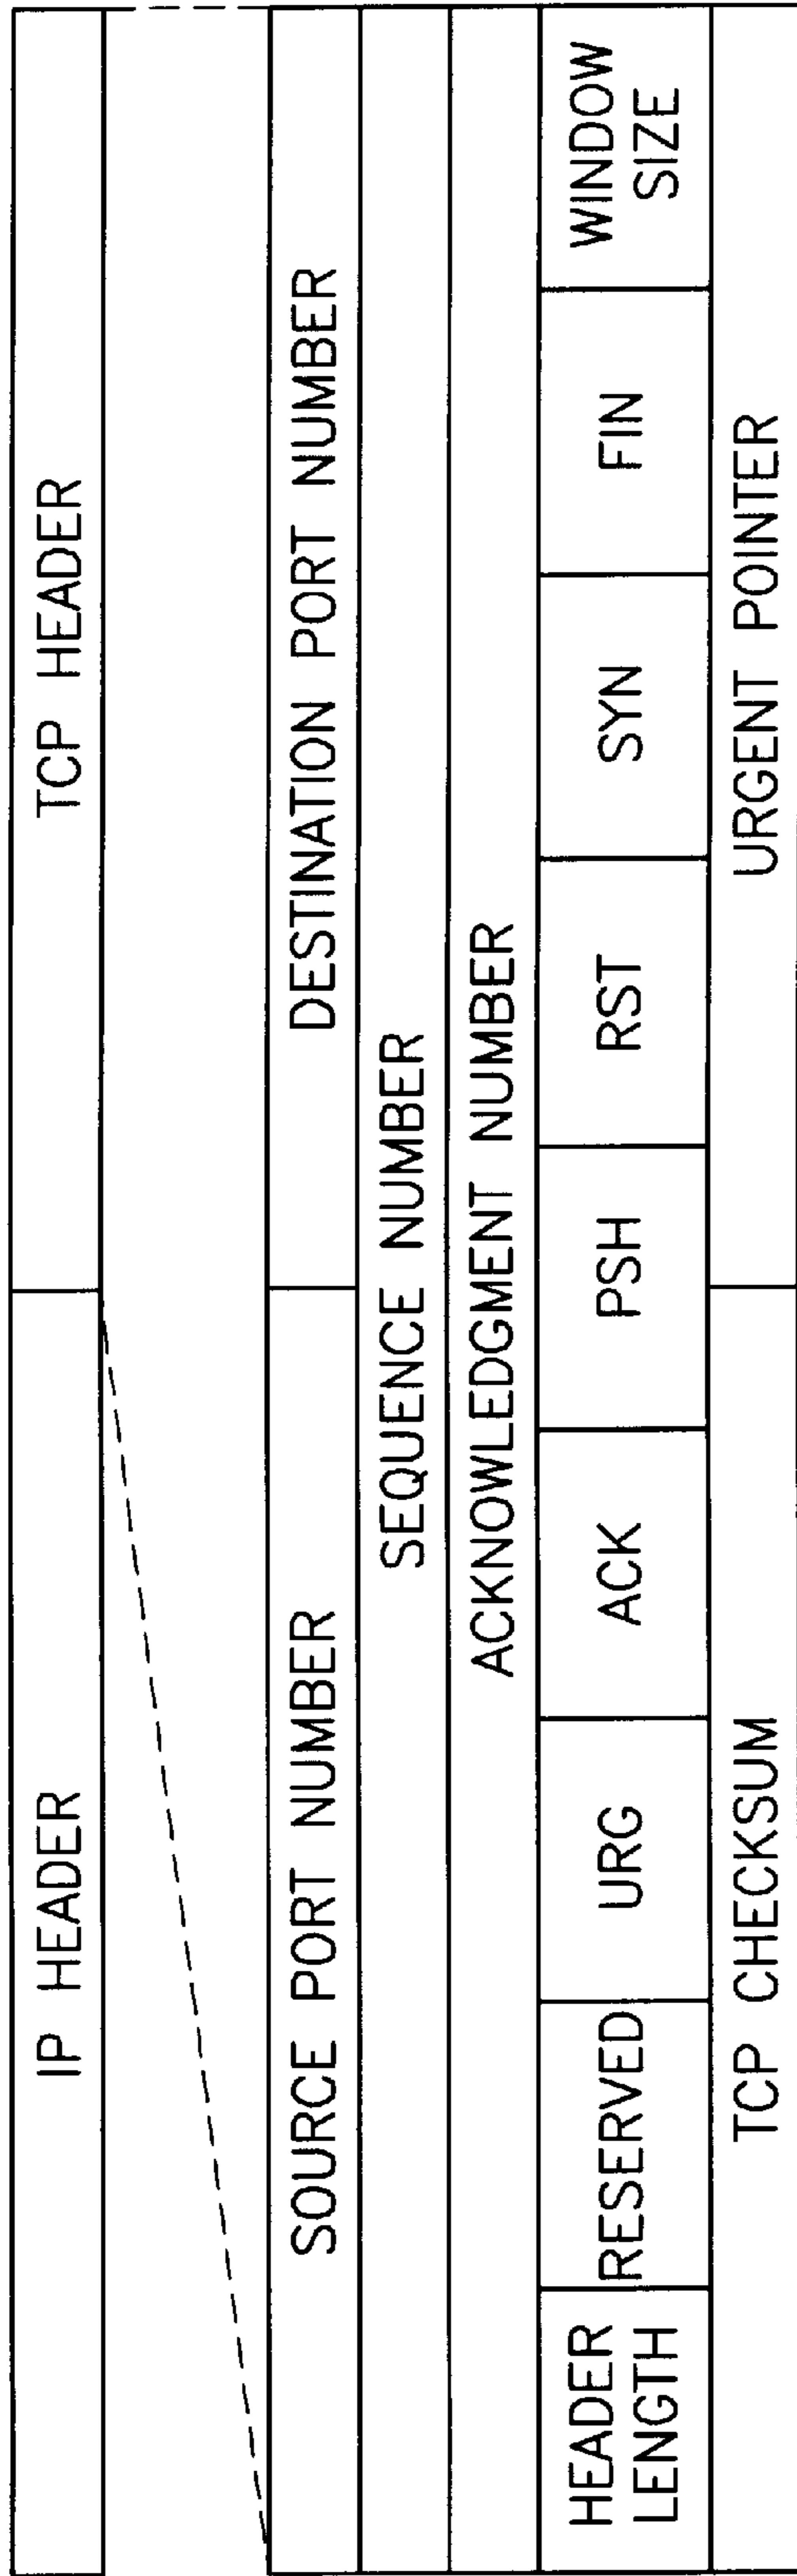 IP HEADER
TCP HEADER
SOURCE PORT NUMBER
DESTINATION PORT NUMBER
SEQUENCE NUMBER
ACKNOWLEDGMENT NUMBER
HEADER
LENGTH
RESERVED
URG
ACK
PSH
RST
SYN
FIN
WINDOW
SIZE
TCP CHECKSUM
URGENT POINTER